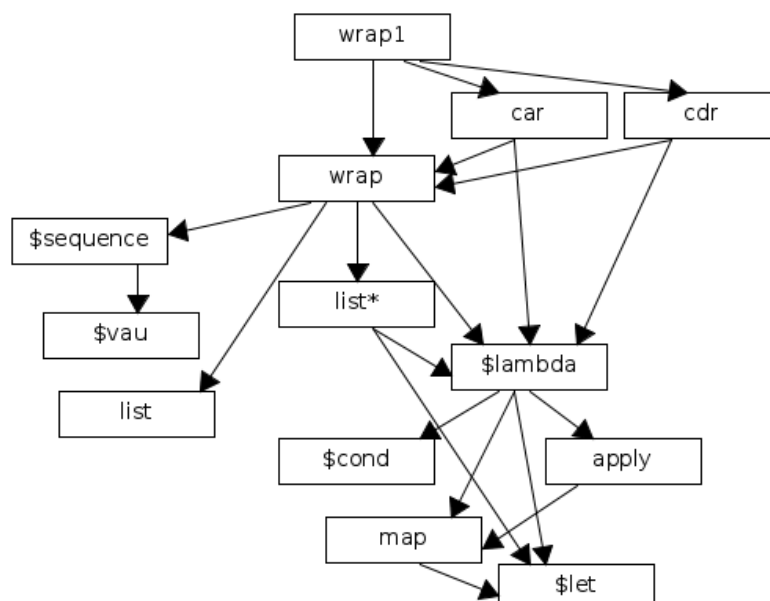 wrap1
car
cdr
wrap
$sequence
list*
$vau
$lambda
list
$cond
apply
map
$let